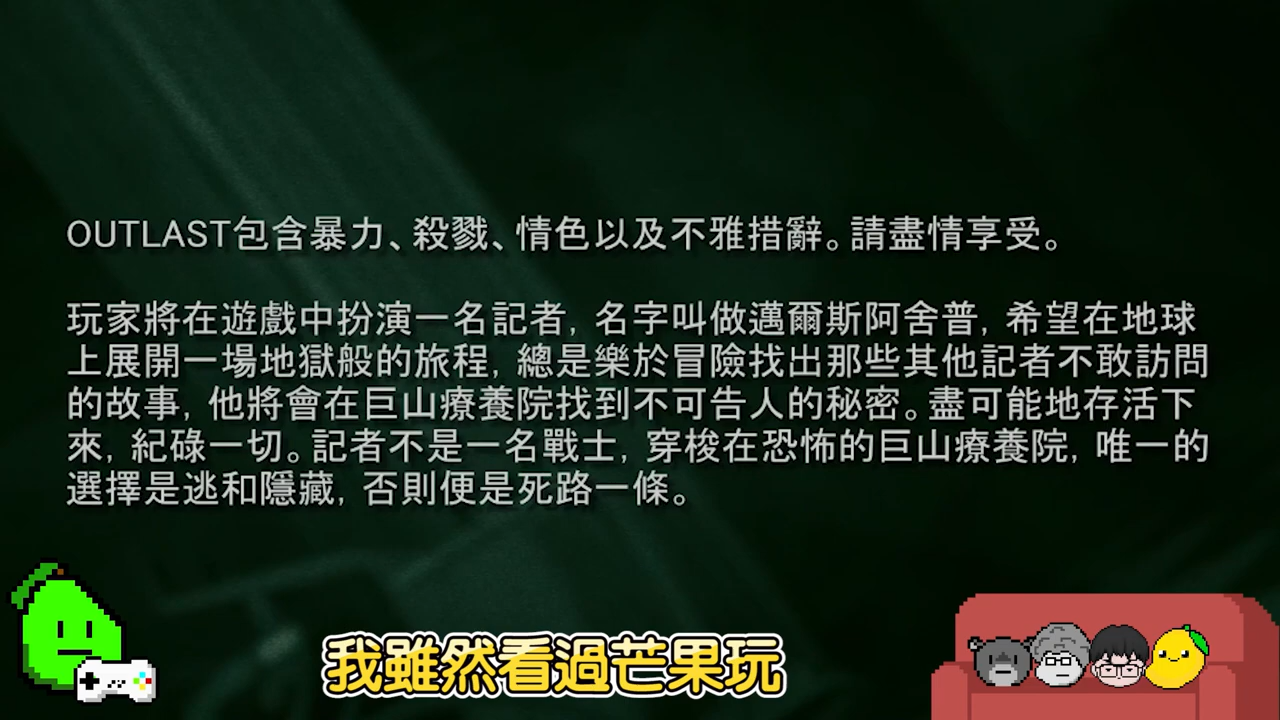 OUTLAST包含暴力、殺戮、情色以及不雅措辭。請盡情享受。
玩家將在遊戲中扮演一名記者, 名字叫做邁爾斯阿舍普, 希望在地球
上展開一場地獄般的旅程, 總是樂於冒險找出那些其他記者不敢訪問
的故事, 他將會在巨山療養院找到不可告人的秘密。盡可能地存活下
來, 紀碌一切。記者不是一名戰士, 穿梭在恐怖的巨山療養院, 唯一的
選擇是逃和隱藏, 否則便是死路一條。
我雖然看過芒果玩